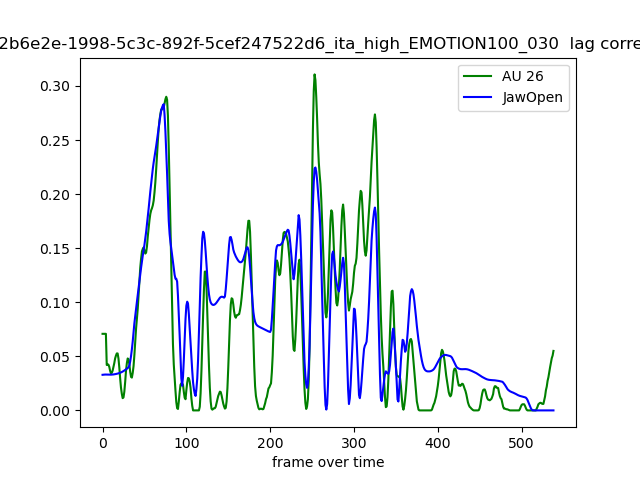 2b6e2e-1998-5c3c-892f-5cef247522d6_ita_high_EMOTION100_030 lag corre
AU 26
JawOpen
0.30
0.25
0.20
0.15
0.10
0.05
0.00
0 100 200 300 400 500
frame over time